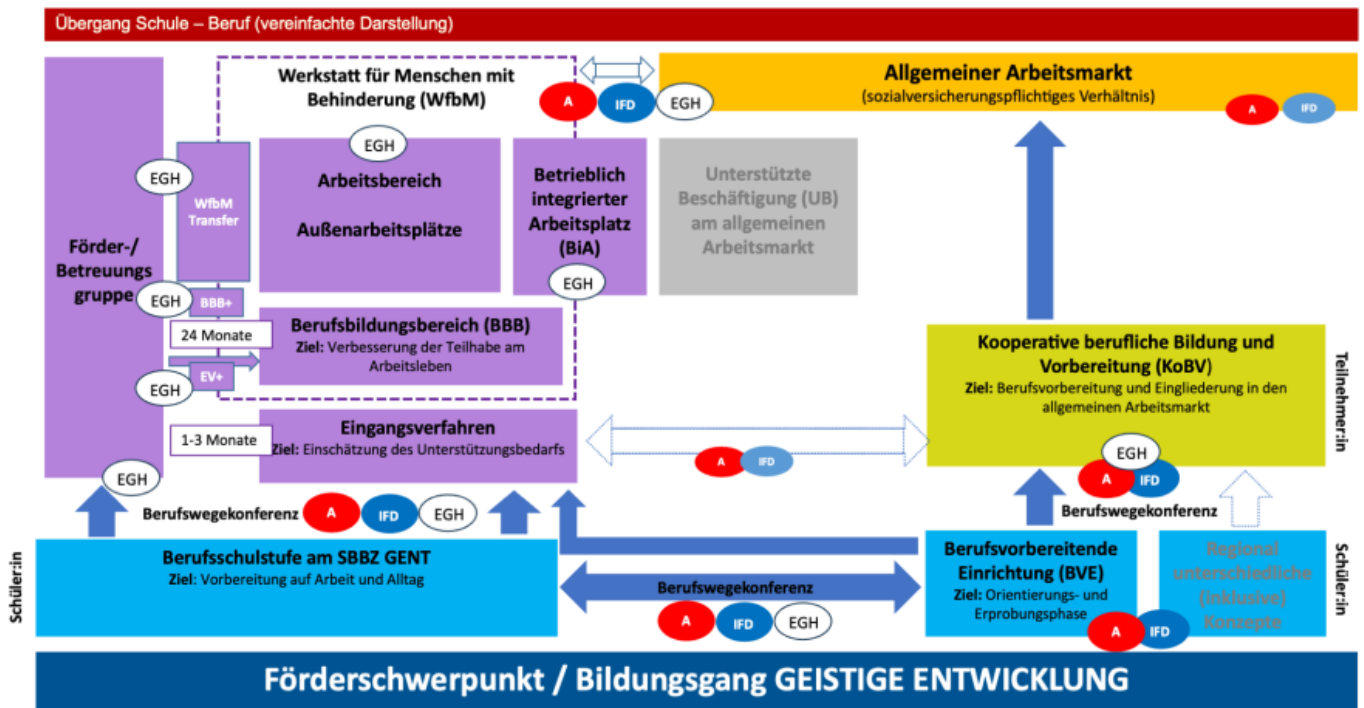 Übergang Schule – Beruf (vereinfachte Darstellung)
Werkstatt für Menschen mit
Behinderung (WfbM)
A
IFD
EGH
Allgemeiner Arbeitsmarkt
(sozialversicherungspflichtiges Verhältnis)
A
IFD
Förder-/
Betreuungs
gruppe
EGH
WfbM
Transfer
EGH
Arbeitsbereich
Außenarbeitsplätze
Betrieblich
integrierter
Arbeitsplatz
(BiA)
EGH
Unterstützte
Beschäftigung (UB)
am allgemeinen
Arbeitsmarkt
EGH
BBB+
24 Monate
EGH
EV+
Berufsbildungsbereich (BBB)
Ziel: Verbesserung der Teilhabe am
Arbeitsleben
Kooperative berufliche Bildung und
Vorbereitung (KoBV)
Ziel: Berufsvorbereitung und Eingliederung in den
allgemeinen Arbeitsmarkt
EGH
A
IFD
Teilnehmer:in
1-3 Monate
Eingangsverfahren
Ziel: Einschätzung des Unterstützungsbedarfs
A
IFD
EGH
Berufswegekonferenz
A
IFD
EGH
Berufswegekonferenz
Schüler:in
Berufsschulstufe am SBBZ GENT
Ziel: Vorbereitung auf Arbeit und Alltag
Berufswegekonferenz
A
IFD
EGH
Berufsvorbereitende
Einrichtung (BVE)
Ziel: Orientierungs- und
Erprobungsphase
A
IFD
Regional
unterschiedliche
(inklusive)
Konzepte
Schüler:in
Förderschwerpunkt / Bildungsgang GEISTIGE ENTWICKLUNG